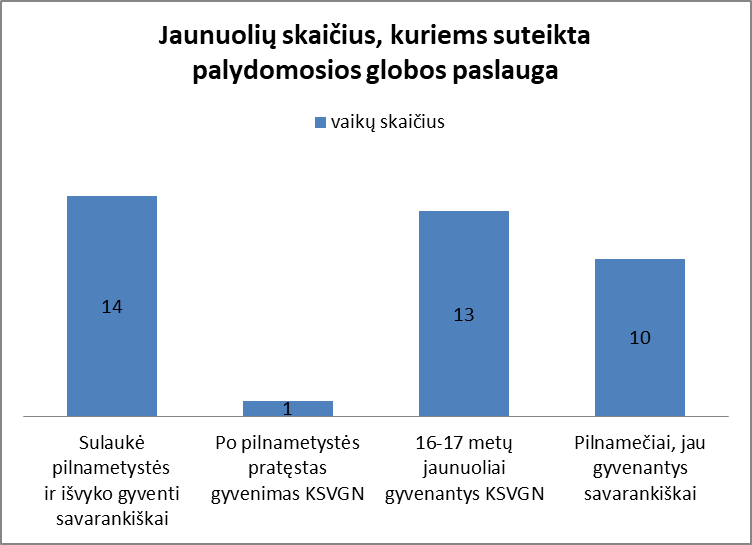 Jaunuolių skaičius, kuriems suteikta
palydomosios globos paslauga
vaikų skaičius
14
1
13
10
Sulaukė
pilnametystės
ir išvyko gyventi
savarankiškai
Po pilnametystės
pratęstas
gyvenimas KSVGN
16-17 metų
jaunuoliai
gyvenantys KSVGN
Pilnamečiai, jau
gyvenantys
savarankiškai